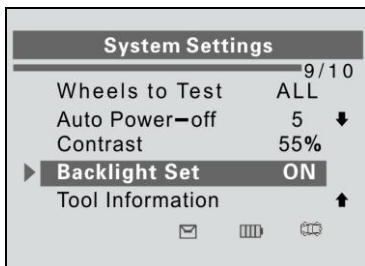 System Settings
9/10
Wheels to Test ALL
Auto Power-off 5
Contrast 55%
Backlight Set ON
Tool Information